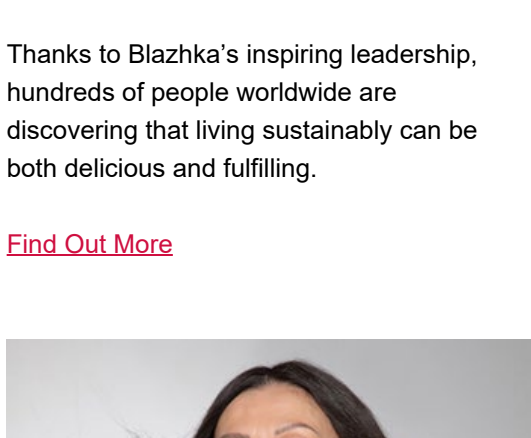 Thanks to Blazhka’s inspiring leadership,
hundreds of people worldwide are
discovering that living sustainably can be
both delicious and fulfilling.
Find Out More